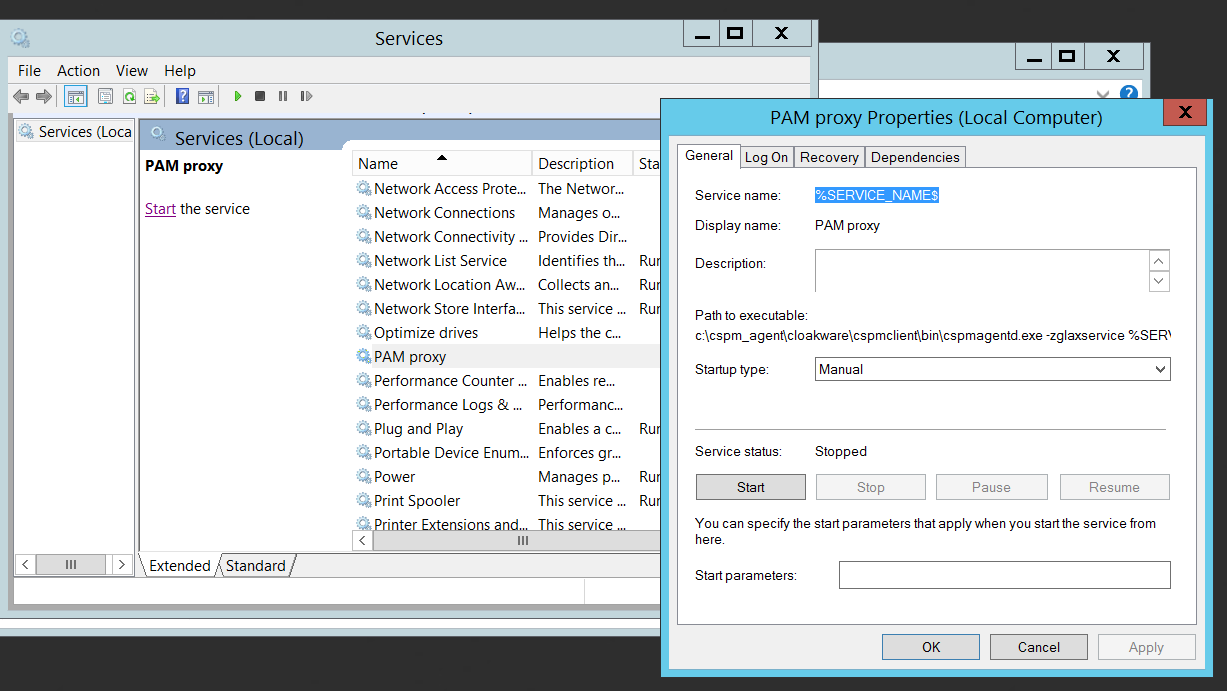 Services
File Action View Help
Services (Loca
Services (Local)
PAM proxy
Start the service
Name Description Sta
Network Access Prote... The Networ...
Network Connections Manages o...
Network Connectivity ... Provides Dir...
Network List Service Identifies th... Rur
Network Location Aw... Collects an... Rur
Network Store Interfa... This service ... Rur
Optimize drives Helps the c...
PAM proxy
Performance Counter ... Enables re...
Performance Logs & ... Performanc...
Plug and Play Enables a c... Rur
Portable Device Enum... Enforces gr...
Power Manages p... Rur
Print Spooler This service ... Rur
Printer Extensions and... This service ...
Extended Standard
PAM proxy Properties (Local Computer)
General Log On Recovery Dependencies
Service name: %SERVICE_NAME$
Display name: PAM proxy
Description:
Path to executable:
c:\cspm_agent\cloakware\cspmclient\bin\cspmagentd.exe -zglaxservice %SERV
Startup type: Manual
Service status: Stopped
Start Stop Pause Resume
You can specify the start parameters that apply when you start the service from
here.
Start parameters:
OK Cancel Apply